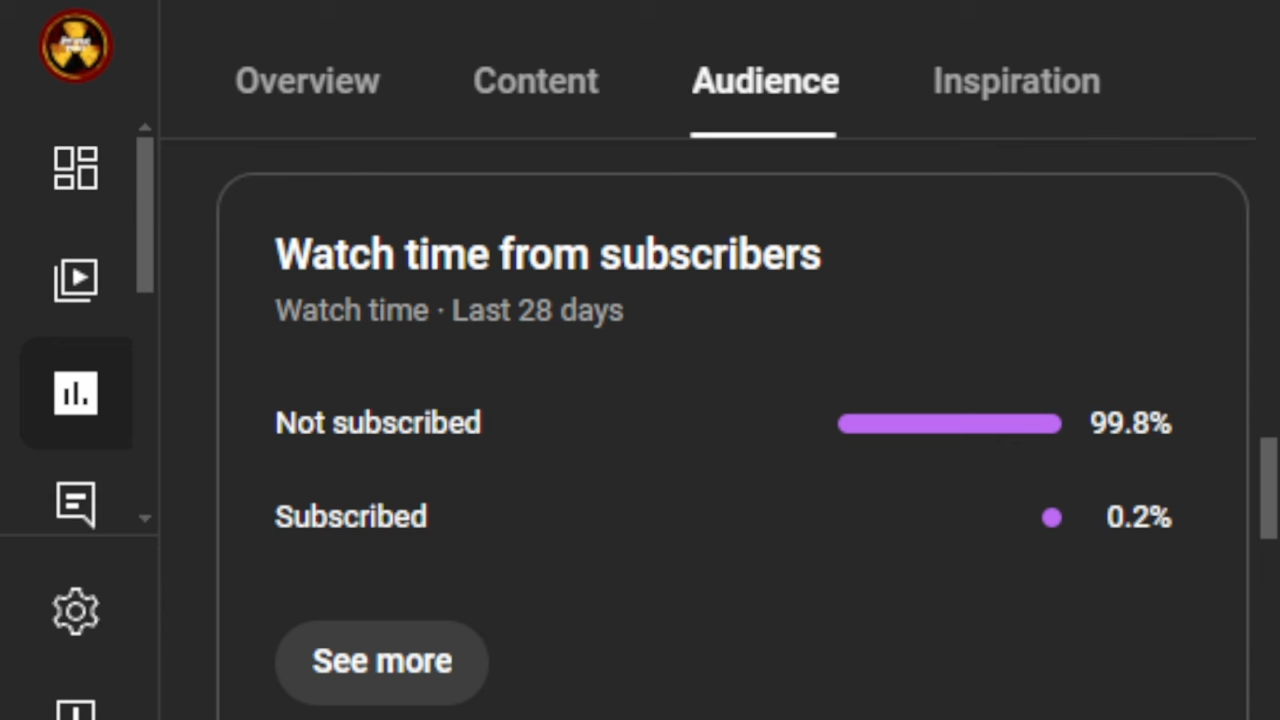 Overview Content Audience Inspiration
Watch time from subscribers
Watch time · Last 28 days
Not subscribed 99.8%
Subscribed 0.2%
See more